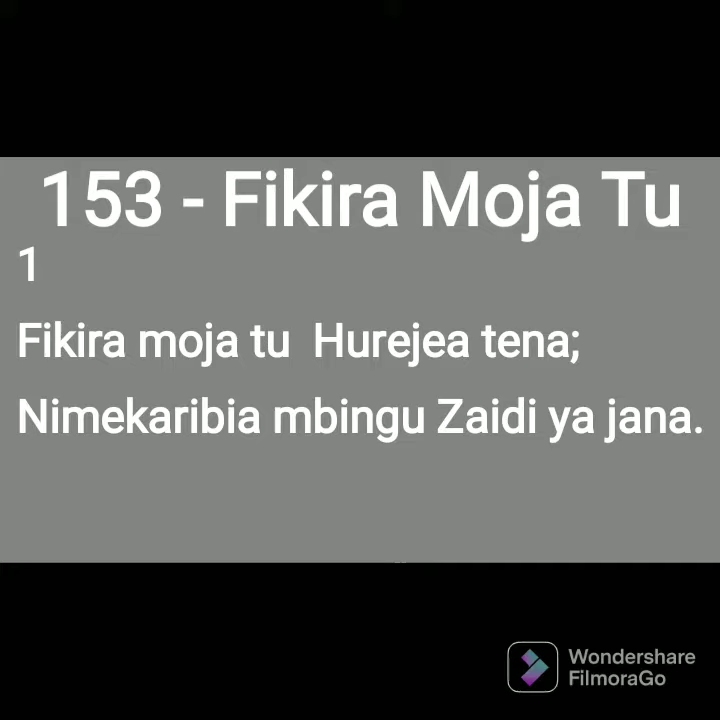 153 - Fikira Moja Tu
1
Fikira moja tu Hurejea tena;
Nimekaribia mbingu Zaidi ya jana.
Wondershare
FilmoraGo